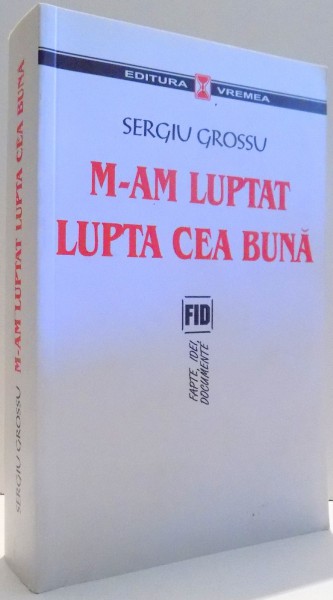 EDITURA VREMEA
SERGIU GROSSU
M-AM LUPTAT
LUPTA CEA BUNĂ
FID
FAPTE, IDEI,
DOCUMENTE
SERGIU GROSSU M-AM LUPTAT LUPTA CEA BUNA